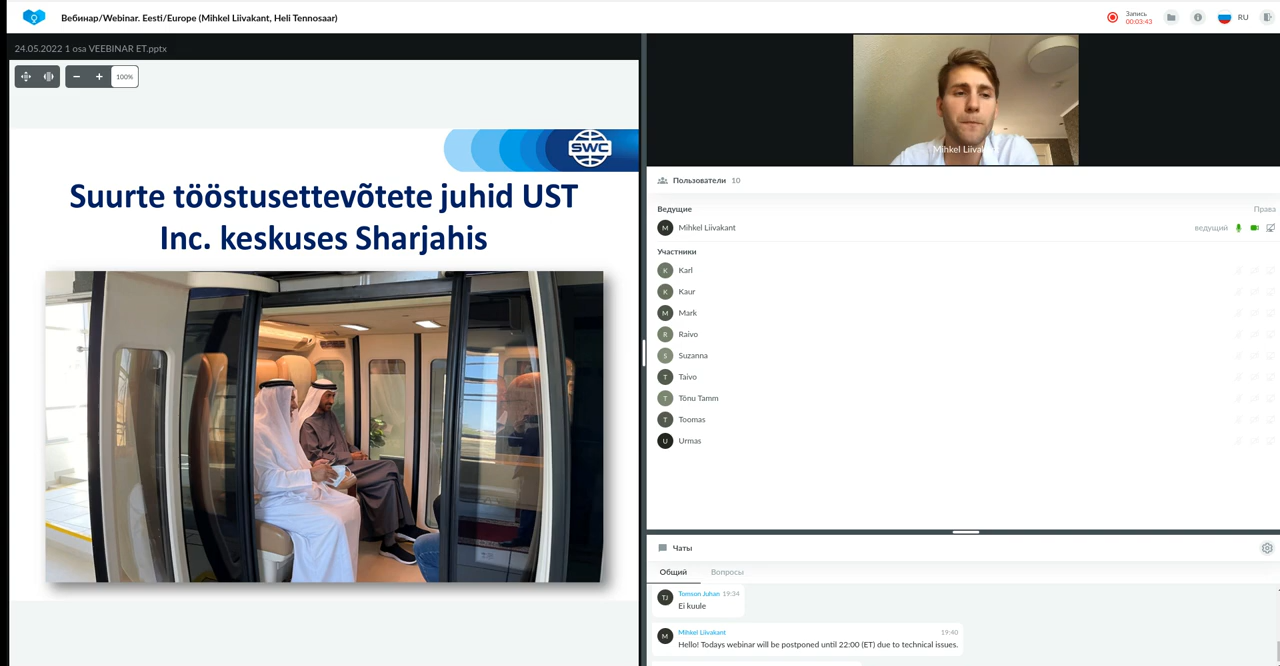 Вебинар/Webinar. Eesti/Europe (Mihkel Liivakant, Heli Tennosaar)
Запись
00:03:43
RU
24.05.2022 1 osa VEEBINAR ET.pptx
100%
SWC
Suurte tööstusettevõtete juhid UST
Inc. keskuses Sharjahis
Mihkel Liivakant
Пользователи 10
Ведущие
Права
M Mihkel Liivakant
ведущий
Участники
K Karl
K Kaur
M Mark
R Raivo
S Suzanna
T Taivo
T Tõnu Tamm
T Toomas
U Urmas
Чаты
Общий Вопросы
TJ Tomson Juhan 19:34
Ei kuule
M Mihkel Liivakant 19:40
Hello! Todays webinar will be postponed until 22:00 (ET) due to technical issues.